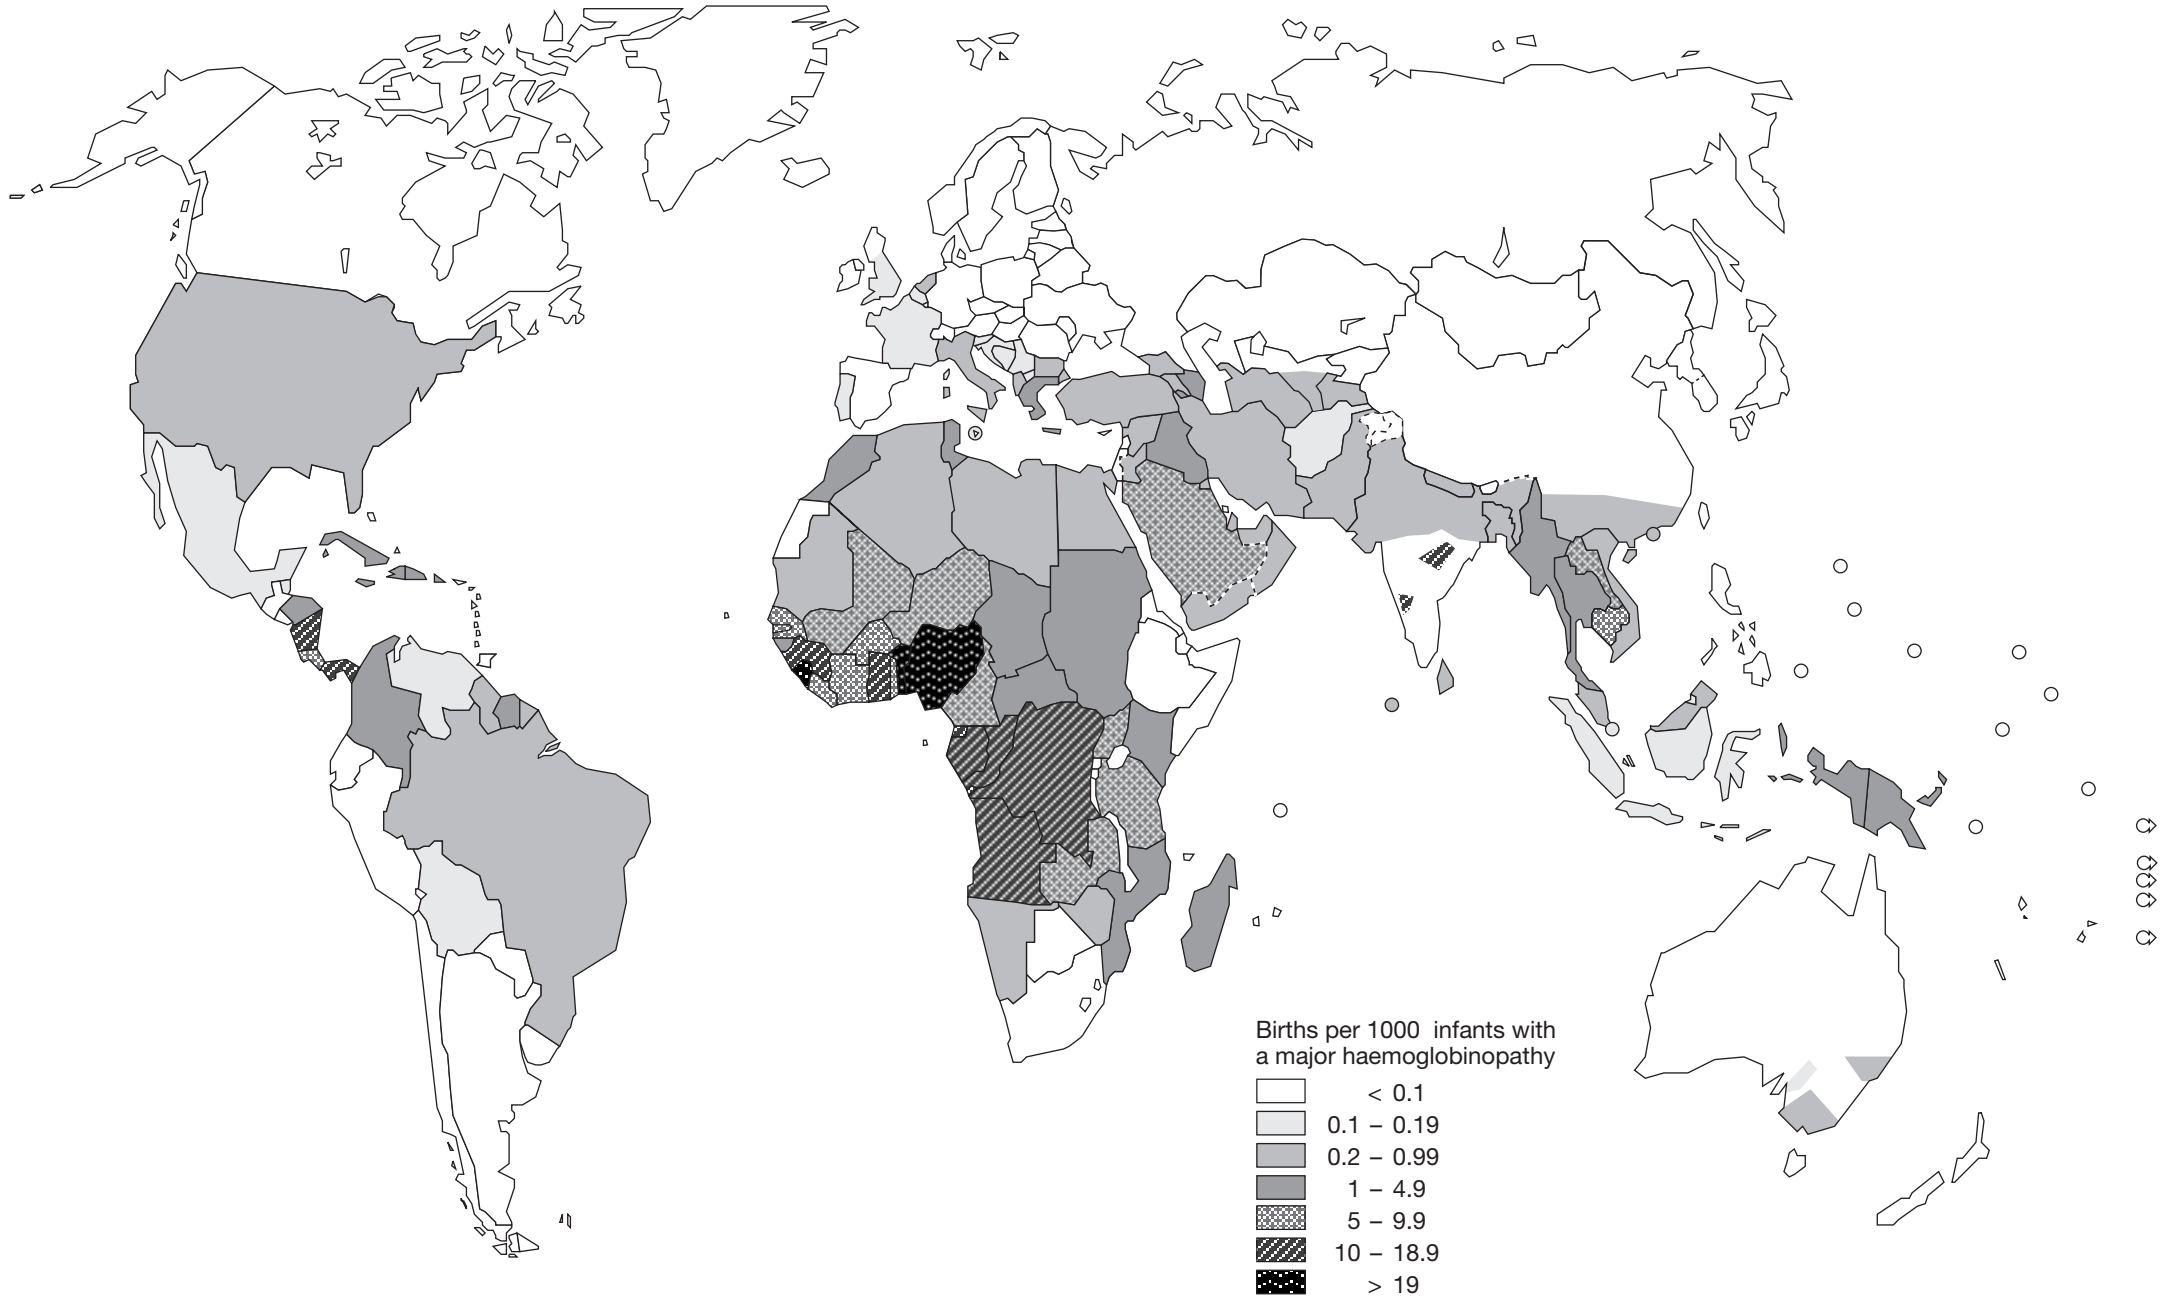 Births per 1000 infants with
a major haemoglobinopathy
< 0.1
0.1 – 0.19
0.2 – 0.99
1 – 4.9
5 – 9.9
10 – 18.9
> 19